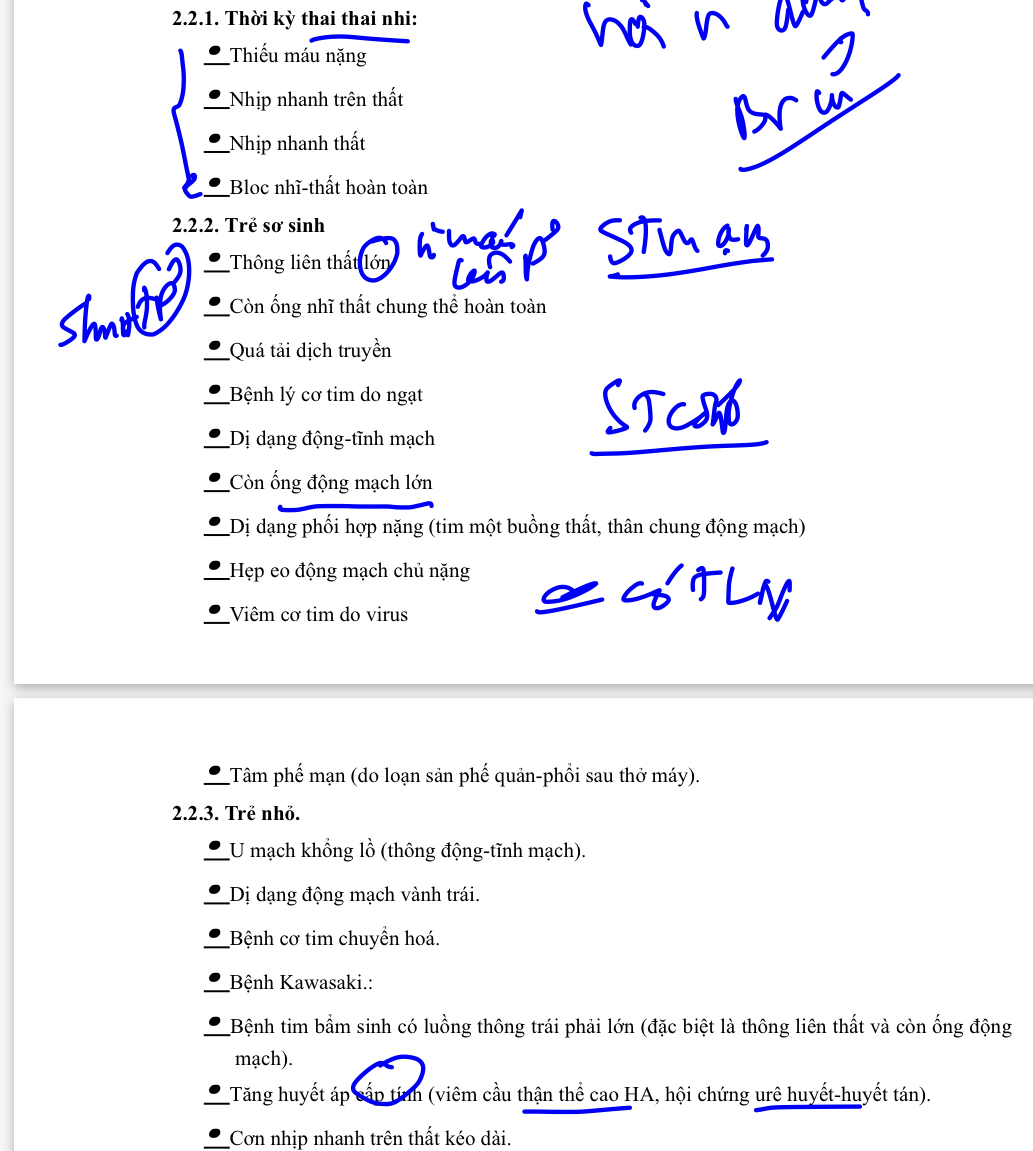 2.2.1. Thời kỳ thai thai nhi:
Thiếu máu nặng
Nhịp nhanh trên thất
Nhịp nhanh thất
Bloc nhĩ-thất hoàn toàn
2.2.2. Trẻ sơ sinh
STM
Thông liên thất lớn
Còn ống nhĩ thất chung thể hoàn toàn
Quá tải dịch truyền
Bệnh lý cơ tim do ngạt
Dị dạng động-tĩnh mạch
Còn ống động mạch lớn
Dị dạng phối hợp nặng (tim một buồng thất, thân chung động mạch)
Hẹp eo động mạch chủ nặng
có TLN
Viêm cơ tim do virus
Tâm phế mạn (do loạn sản phế quản-phổi sau thở máy).
2.2.3. Trẻ nhỏ.
U mạch khổng lồ (thông động-tĩnh mạch).
Dị dạng động mạch vành trái.
Bệnh cơ tim chuyển hoá.
Bệnh Kawasaki.:
Bệnh tim bẩm sinh có luồng thông trái phải lớn (đặc biệt là thông liên thất và còn ống động
mạch).
Tăng huyết áp cấp tính (viêm cầu thận thể cao HA, hội chứng urê huyết-huyết tán).
Cơn nhịp nhanh trên thất kéo dài.